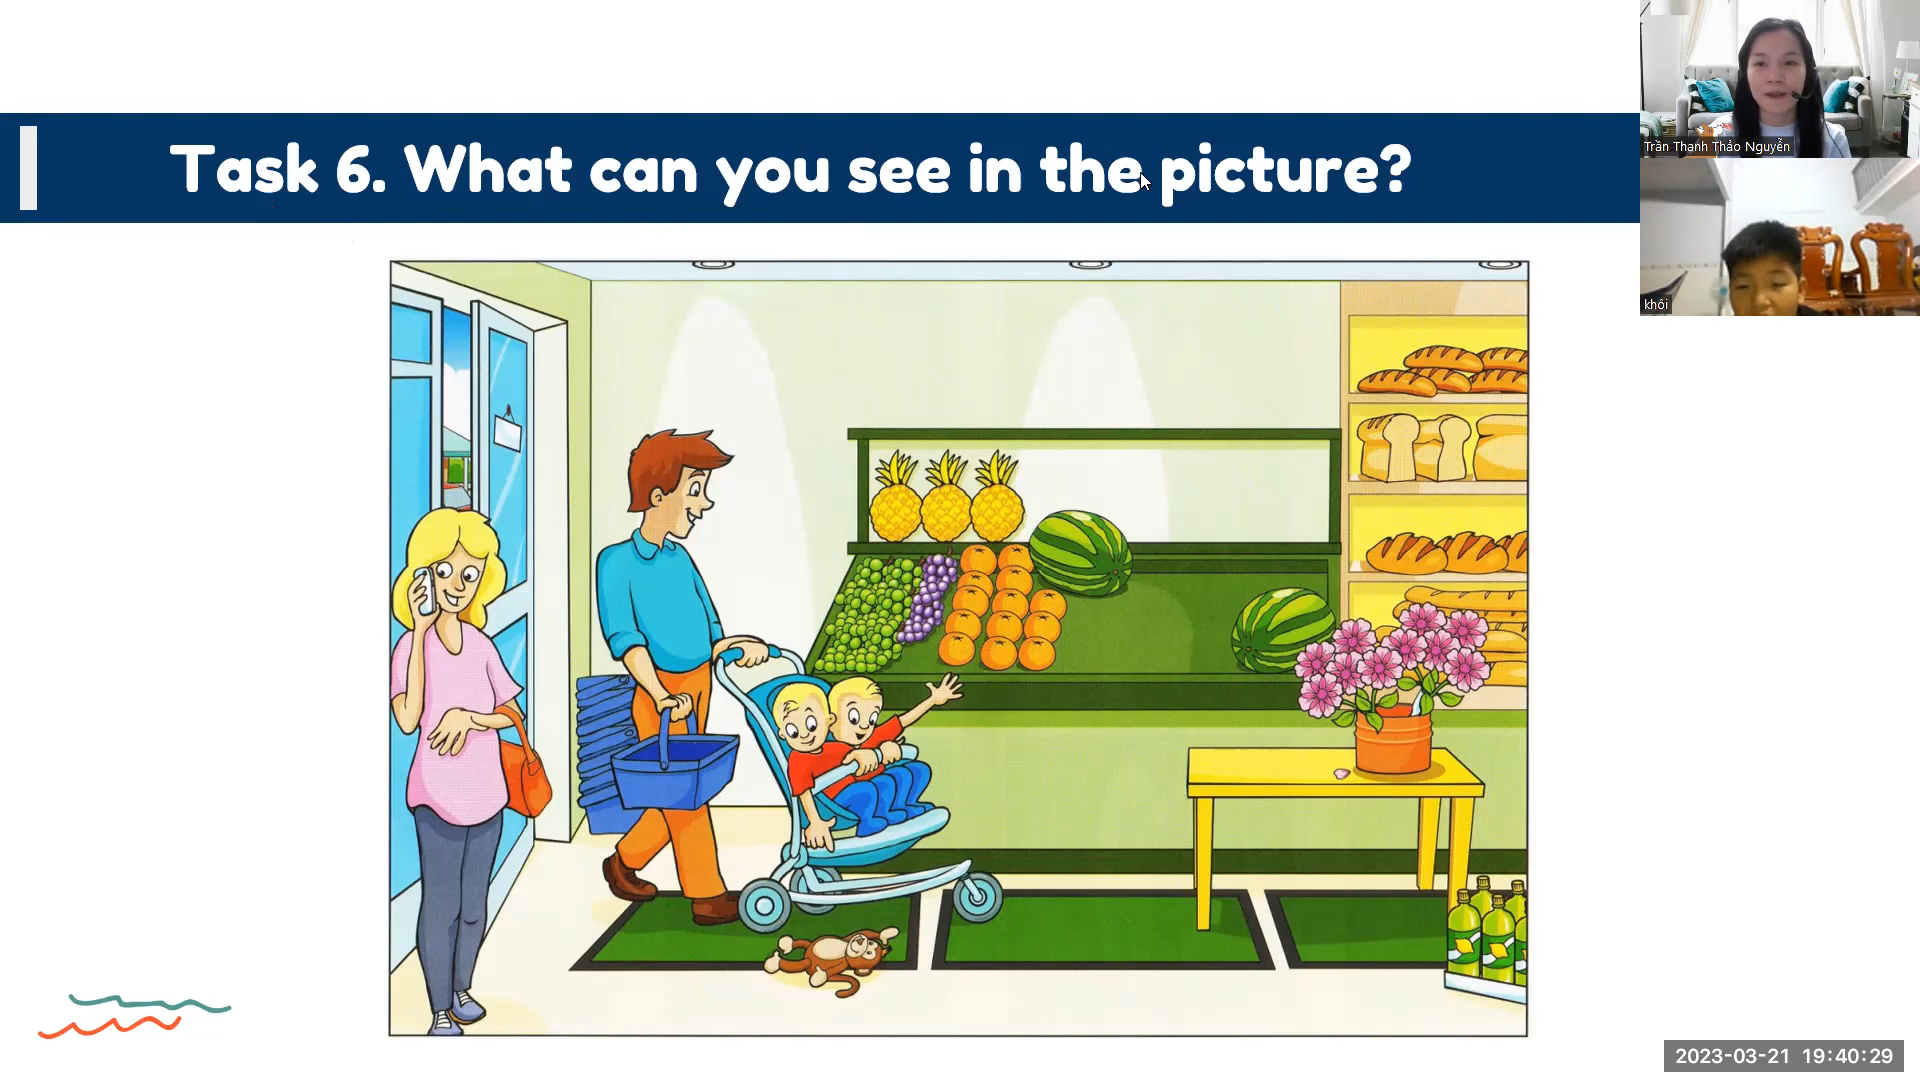 Task 6. What can you see in the picture?
Trần Thanh Thảo Nguyễn
khôi
2023-03-21 19:40:29